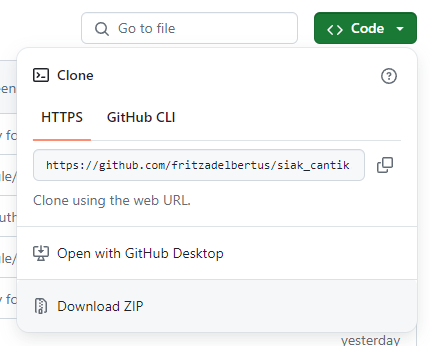 Go to file
Code
Clone
HTTPS
GitHub CLI
https://github.com/fritzadelbertus/siak_cantik
Clone using the web URL.
Open with GitHub Desktop
Download ZIP
yesterday